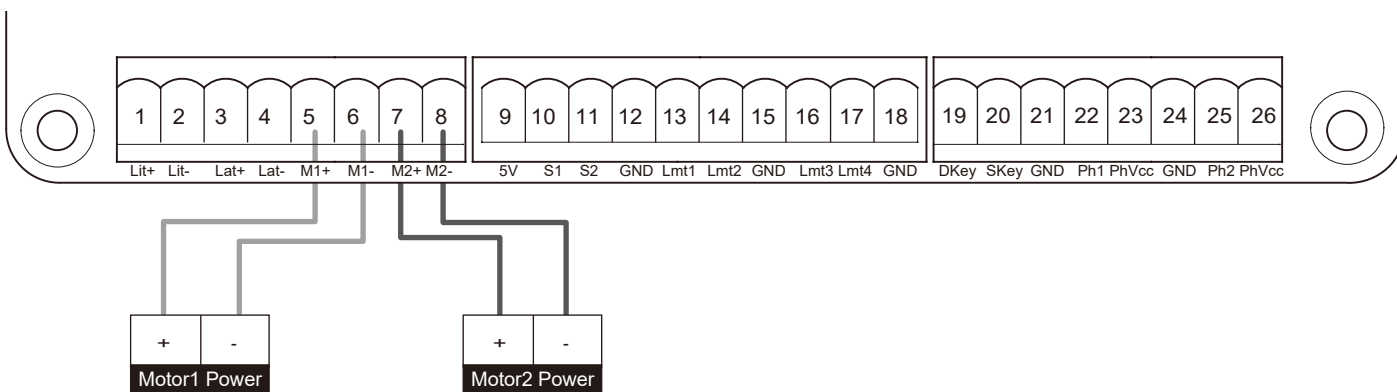 1 2 3 4 5 6 7 8 9 10 11 12 13 14 15 16 17 18 19 20 21 22 23 24 25 26
Lit+ Lit- Lat+ Lat- M1+ M1- M2+ M2- 5V S1 S2 GND Lmt1 Lmt2 GND Lmt3 Lmt4 GND DKey SKey GND Ph1 PhVcc GND Ph2 PhVcc
+ - + -
Motor1 Power Motor2 Power